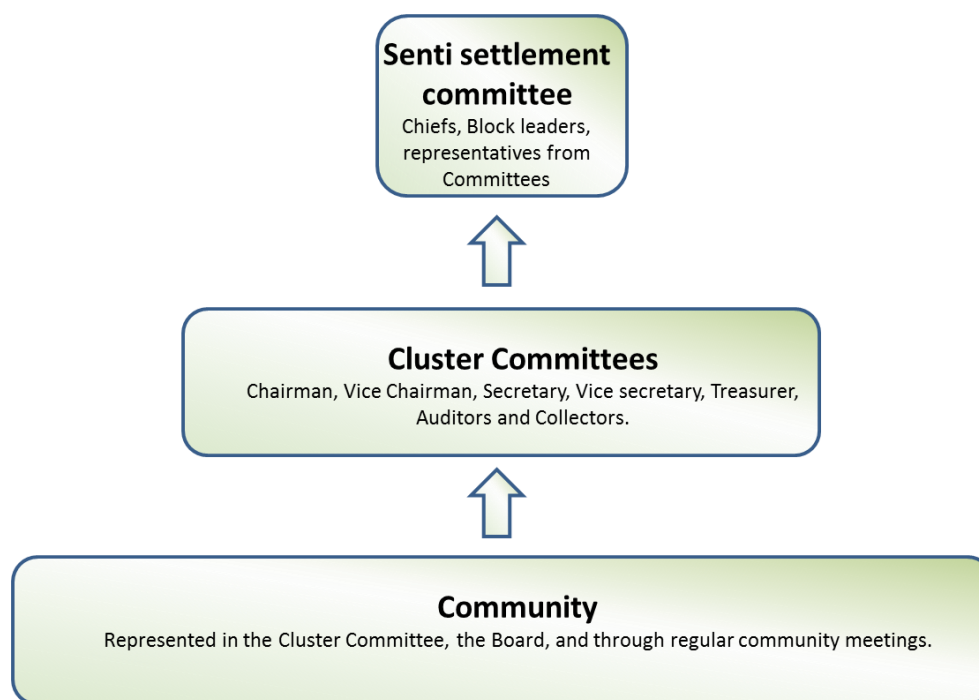 Senti settlement
committee
Chiefs, Block leaders,
representatives from
Committees
Cluster Committees
Chairman, Vice Chairman, Secretary, Vice secretary, Treasurer,
Auditors and Collectors.
Community
Represented in the Cluster Committee, the Board, and through regular community meetings.